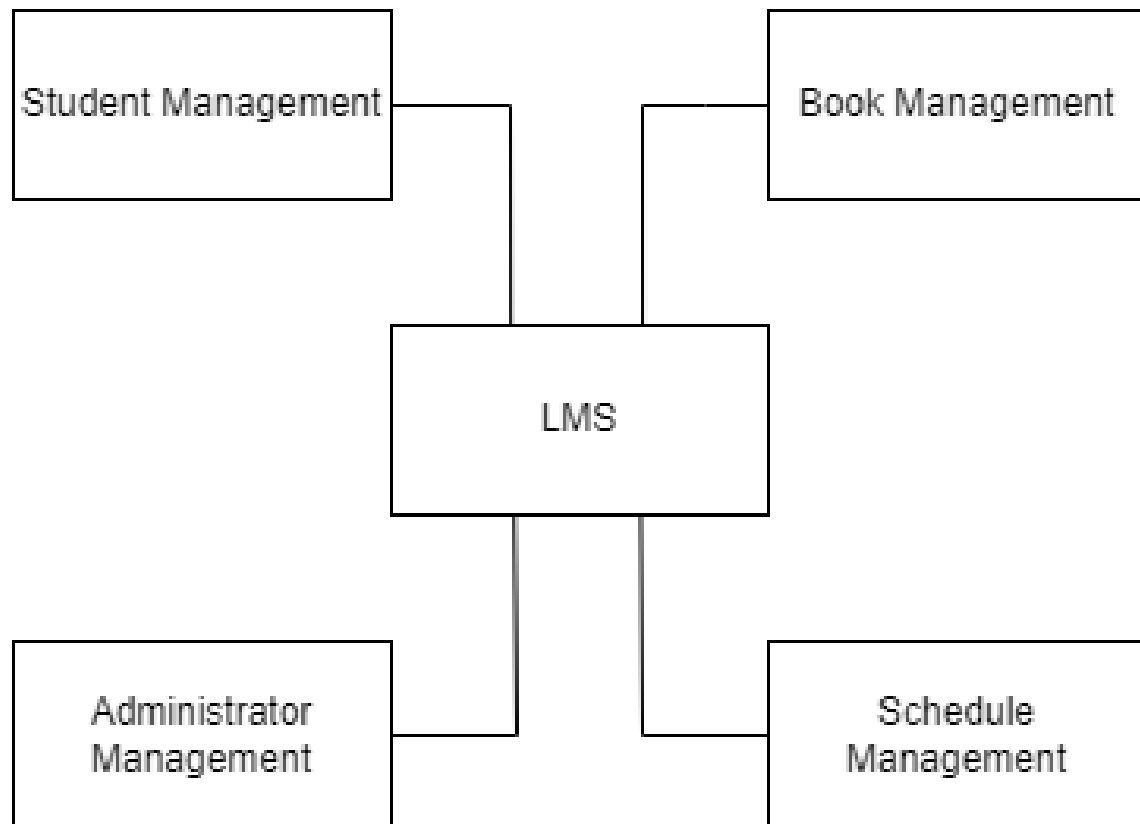 Student Management
Book Management
LMS
Administrator
Management
Schedule
Management